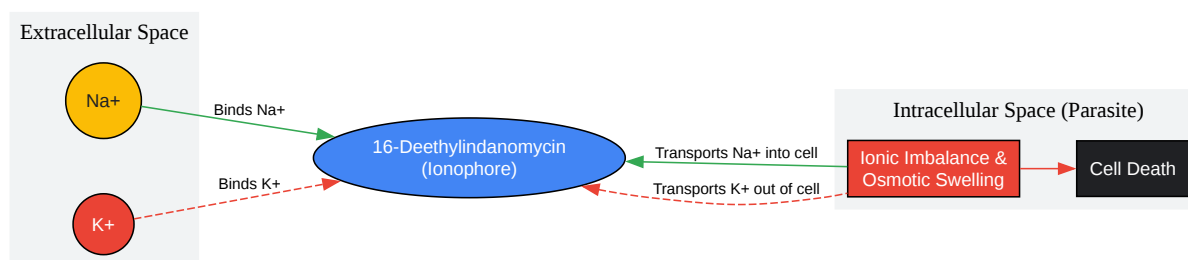 Extracellular Space
Na+
K+
Binds Na+
Binds K+
16-Deethylindanomycin
(Ionophore)
Transports Na+ into cell
Transports K+ out of cell
Intracellular Space (Parasite)
Ionic Imbalance &
Osmotic Swelling
Cell Death